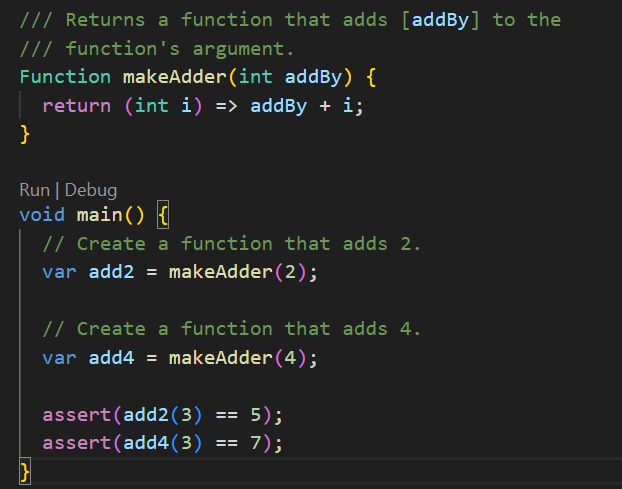 /// Returns a function that adds [addBy] to the
/// function's argument.
Function makeAdder(int addBy) {
  return (int i) => addBy + i;
}
Run | Debug
void main() {
  // Create a function that adds 2.
  var add2 = makeAdder(2);
  // Create a function that adds 4.
  var add4 = makeAdder(4);
  assert(add2(3) == 5);
  assert(add4(3) == 7);
}